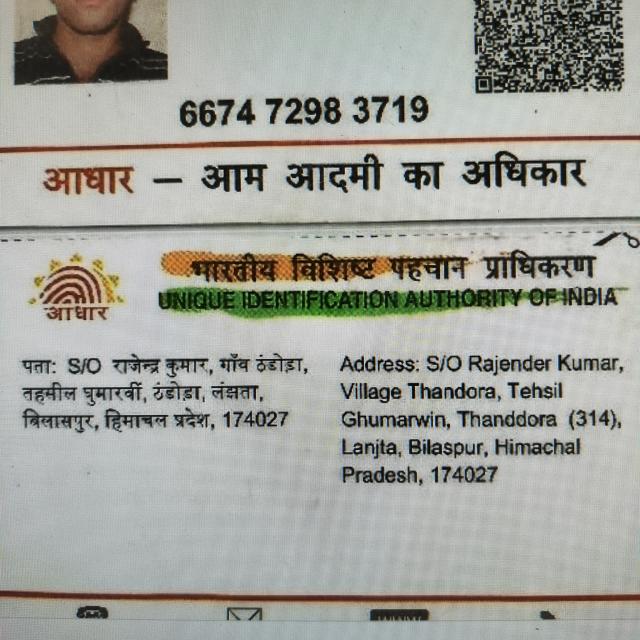 6674 7298 3719
आधार – आम आदमी का अधिकार
भारतीय विशिष्ट पहचान प्राधिकरण
UNIQUE IDENTIFICATION AUTHORITY OF INDIA
आधार
पता: S/O राजेन्द्र कुमार, गाँव ठंडोड़ा,
तहसील घुमारवीं, ठंडोड़ा, लंझता,
बिलासपुर, हिमाचल प्रदेश, 174027
Address: S/O Rajender Kumar,
Village Thandora, Tehsil
Ghumarwin, Thanddora (314),
Lanjta, Bilaspur, Himachal
Pradesh, 174027